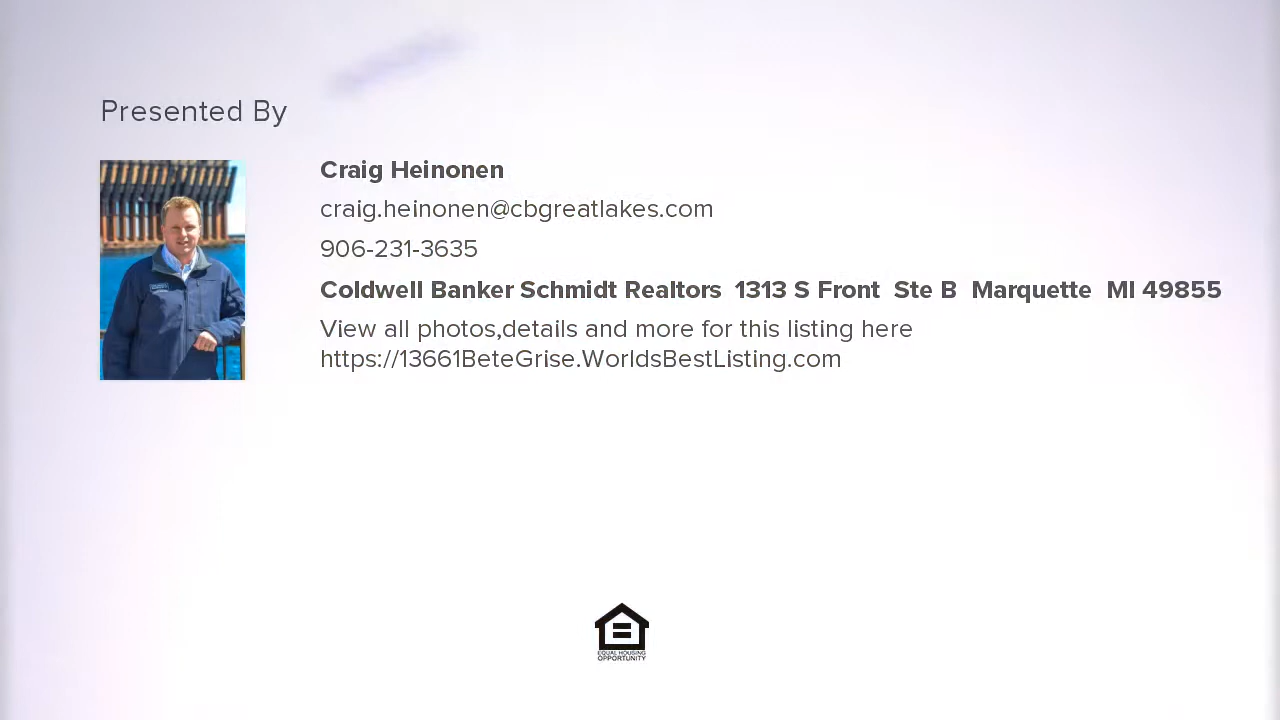 Presented By
Craig Heinonen
craig.heinonen@cbgreatlakes.com
906-231-3635
Coldwell Banker Schmidt Realtors  1313 S Front  Ste B  Marquette  MI 49855
View all photos,details and more for this listing here
https://13661BeteGrise.WorldsBestListing.com
EQUAL HOUSING
OPPORTUNITY